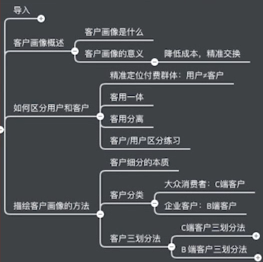 导入
客户画像概述
客户画像是什么
客户画像的意义
降低成本，精准交换
如何区分用户和客户
精准定位付费群体：用户≠客户
客用一体
客用分离
客户/用户区分练习
描绘客户画像的方法
客户细分的本质
客户分类
大众消费者：C端客户
企业客户：B端客户
客户三划分法
C端客户三划分法
B 端客户三划分法